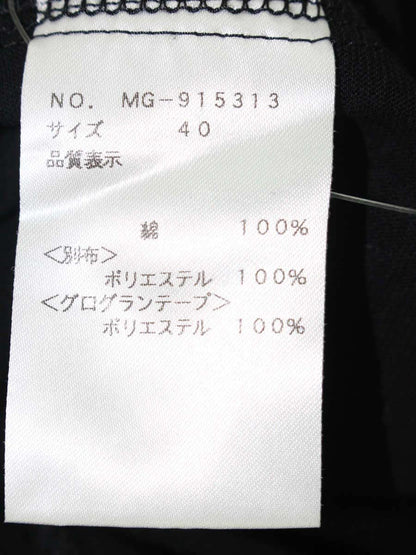 NO. MG-915313
サイズ 40
品質表示
綿 100%
<別布>
ポリエステル 100%
<グログランテープ>
ポリエステル 100%